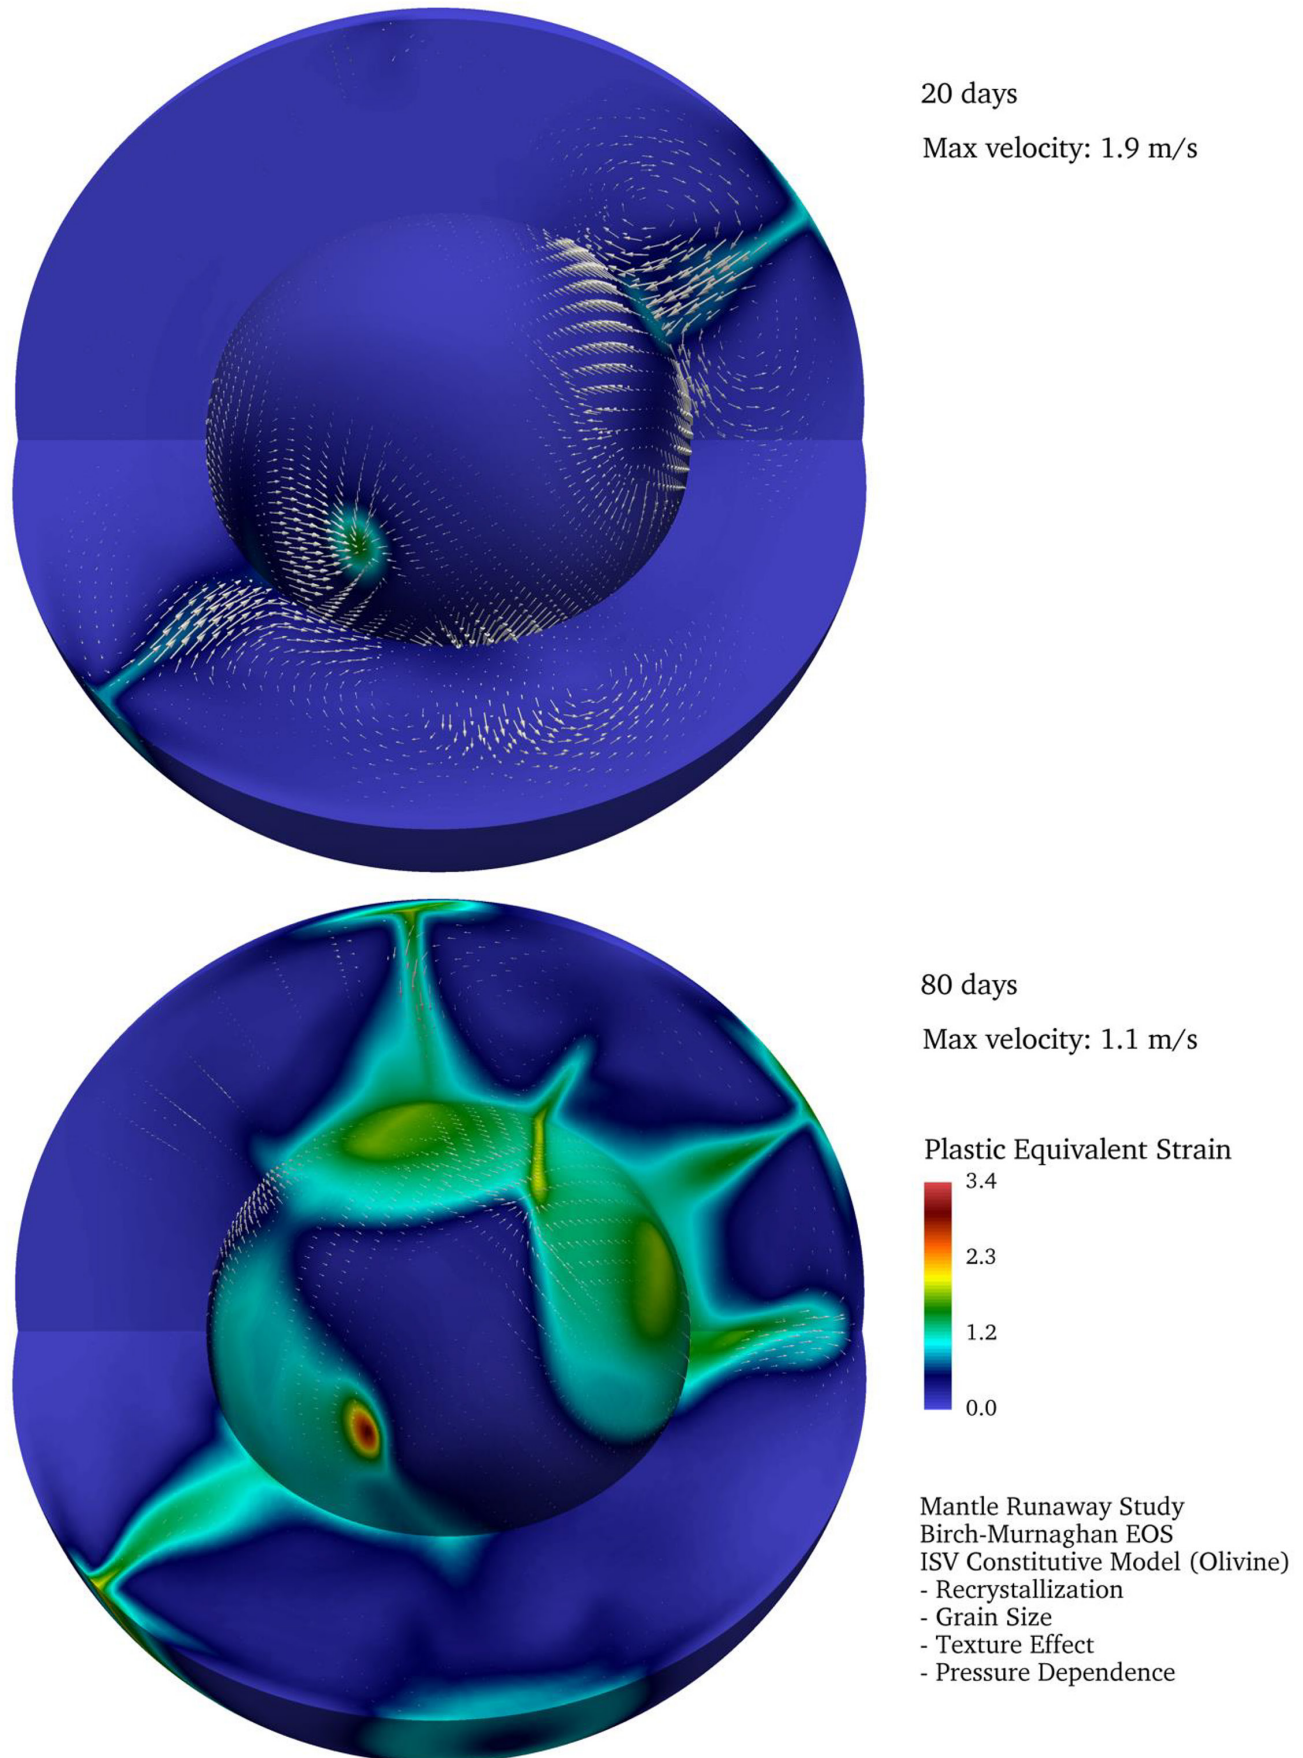 20 days
Max velocity: 1.9 m/s
80 days
Max velocity: 1.1 m/s
Plastic Equivalent Strain
3.4
2.3
1.2
0.0
Mantle Runaway Study
Birch-Murnaghan EOS
ISV Constitutive Model (Olivine)
- Recrystallization
- Grain Size
- Texture Effect
- Pressure Dependence